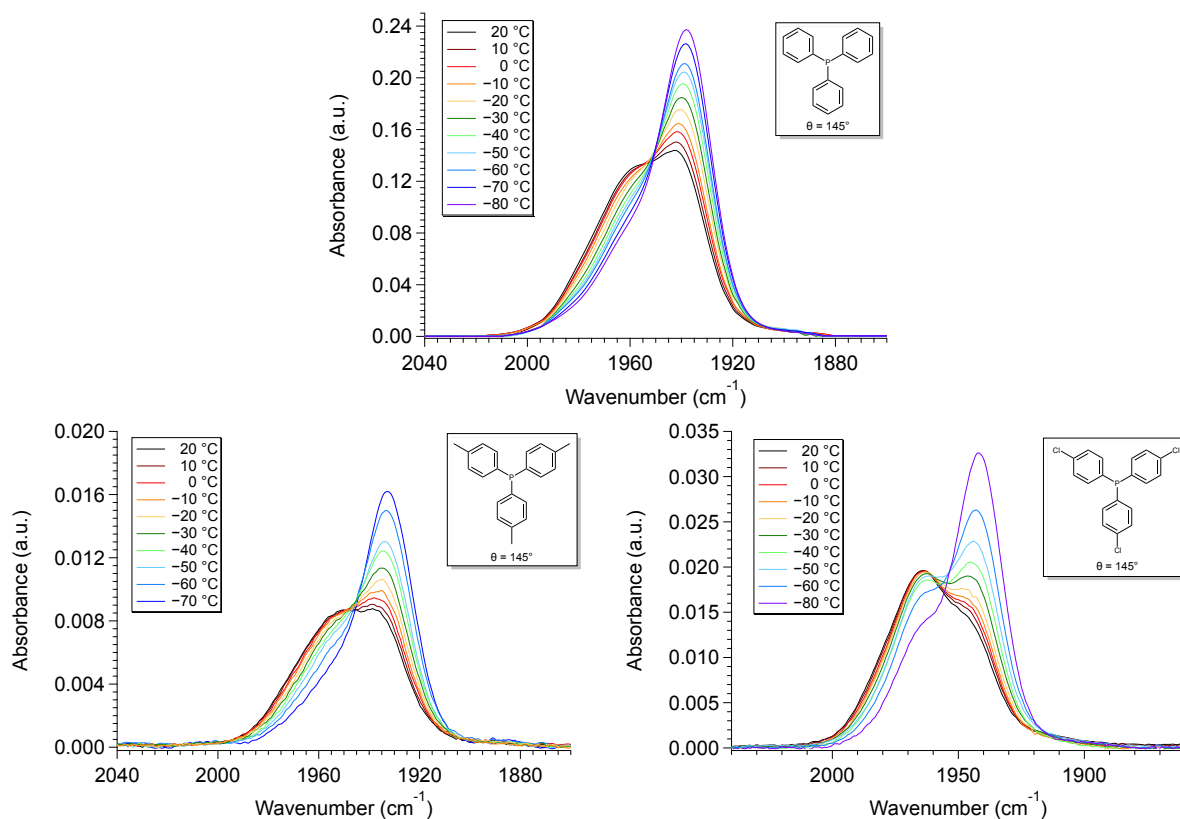 0.24
0.20
0.16
0.12
0.08
0.04
0.00
Absorbance (a.u.)
2040 2000 1960 1920 1880
Wavenumber (cm⁻¹)
20 °C
10 °C
0 °C
−10 °C
−20 °C
−30 °C
−40 °C
−50 °C
−60 °C
−70 °C
−80 °C
P
θ = 145°
0.020
0.016
0.012
0.008
0.004
0.000
Absorbance (a.u.)
2040 2000 1960 1920 1880
Wavenumber (cm⁻¹)
20 °C
10 °C
0 °C
−10 °C
−20 °C
−30 °C
−40 °C
−50 °C
−60 °C
−70 °C
P
θ = 145°
0.035
0.030
0.025
0.020
0.015
0.010
0.005
0.000
Absorbance (a.u.)
2000 1950 1900
Wavenumber (cm⁻¹)
20 °C
10 °C
0 °C
−10 °C
−20 °C
−30 °C
−40 °C
−50 °C
−60 °C
−80 °C
Cl Cl
P
Cl
θ = 145°